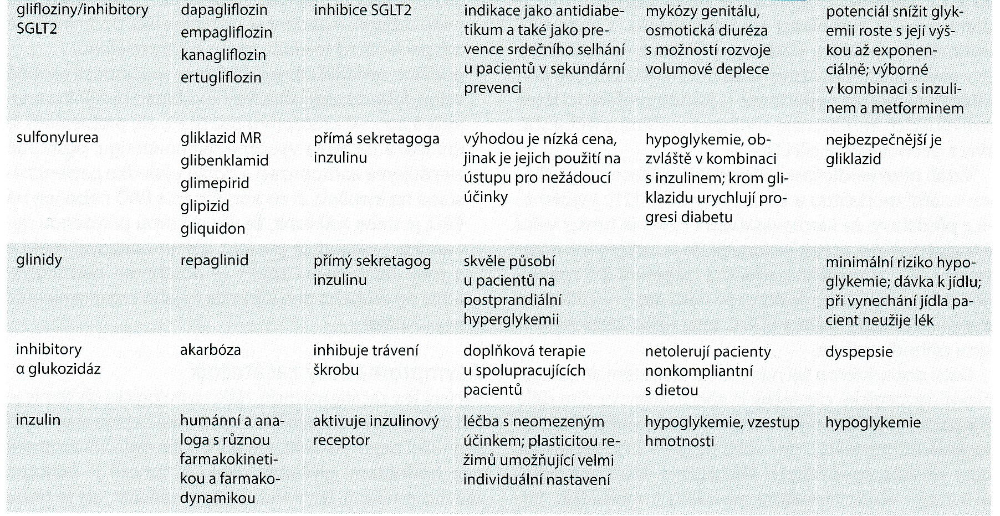 glifloziny/inhibitory
SGLT2
dapagliflozin
empagliflozin
kanagliflozin
ertugliflozin
inhibice SGLT2
indikace jako antidiabe-
tikum a také jako pre-
vence srdečního selhání
u pacientů v sekundární
prevenci
mykózy genitálu,
osmotická diuréza
s možností rozvoje
volumové deplece
potenciál snížit glyk-
emii roste s její výš-
kou až exponen-
ciálně; výborné
v kombinaci s inzuli-
nem a metforminem
sulfonylurea
gliklazid MR
glibenklamid
glimepirid
glipizid
gliquidon
přímá sekretagoga
inzulinu
výhodou je nízká cena,
jinak je jejich použití na
ústupu pro nežádoucí
účinky
hypoglykemie, ob-
zvláště v kombinaci
s inzulinem; krom gli-
klazidu urychlují pro-
gresi diabetu
nejbezpečnější je
gliklazid
glinidy
repaglinid
přímý sekretagog
inzulinu
skvěle působí
u pacientů na
postprandiální
hyperglykemii
minimální riziko hypo-
glykemie; dávka k jídlu;
při vynechání jídla pa-
cient neužije lék
inhibitory
α glukozidáz
akarbóza
inhibuje trávení
škrobu
doplňková terapie
u spolupracujících
pacientů
netolerují pacienty
nonkompliantní
s dietou
dyspepsie
inzulin
humánní a ana-
loga s různou
farmakokineti-
kou a farmako-
dynamikou
aktivuje inzulinový
receptor
léčba s neomezeným
účinkem; plasticitou re-
žimů umožňující velmi
individuální nastavení
hypoglykemie, vzestup
hmotnosti
hypoglykemie